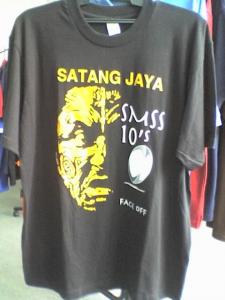 SATANG JAYA
SMSS
10's
FACE OFF